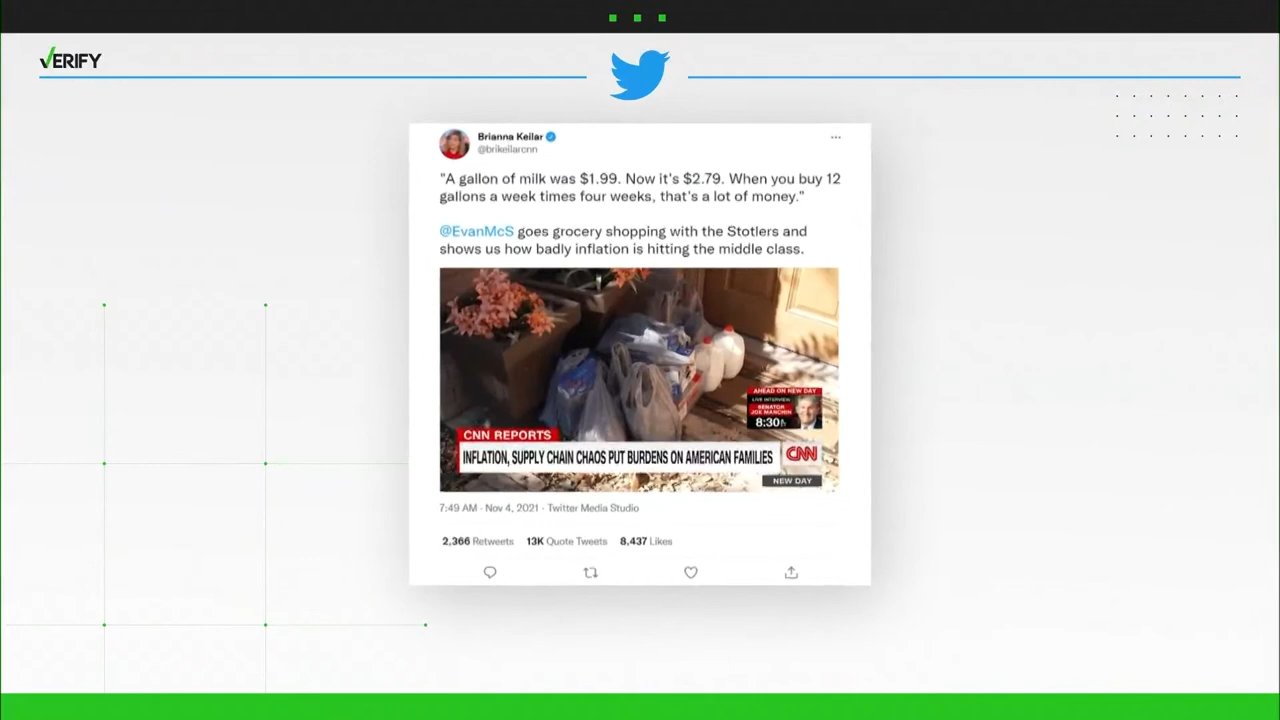 VERIFY
Brianna Keilar
@brikeilarcnn
"A gallon of milk was $1.99. Now it's $2.79. When you buy 12
gallons a week times four weeks, that's a lot of money."
@EvanMcS goes grocery shopping with the Stotlers and
shows us how badly inflation is hitting the middle class.
AHEAD ON NEW DAY
LIVE INTERVIEW
SENATOR
JOE MANCHIN
8:30A
CNN REPORTS
INFLATION, SUPPLY CHAIN CHAOS PUT BURDENS ON AMERICAN FAMILIES
CNN
NEW DAY
7:49 AM · Nov 4, 2021 · Twitter Media Studio
2,366 Retweets 13K Quote Tweets 8,437 Likes